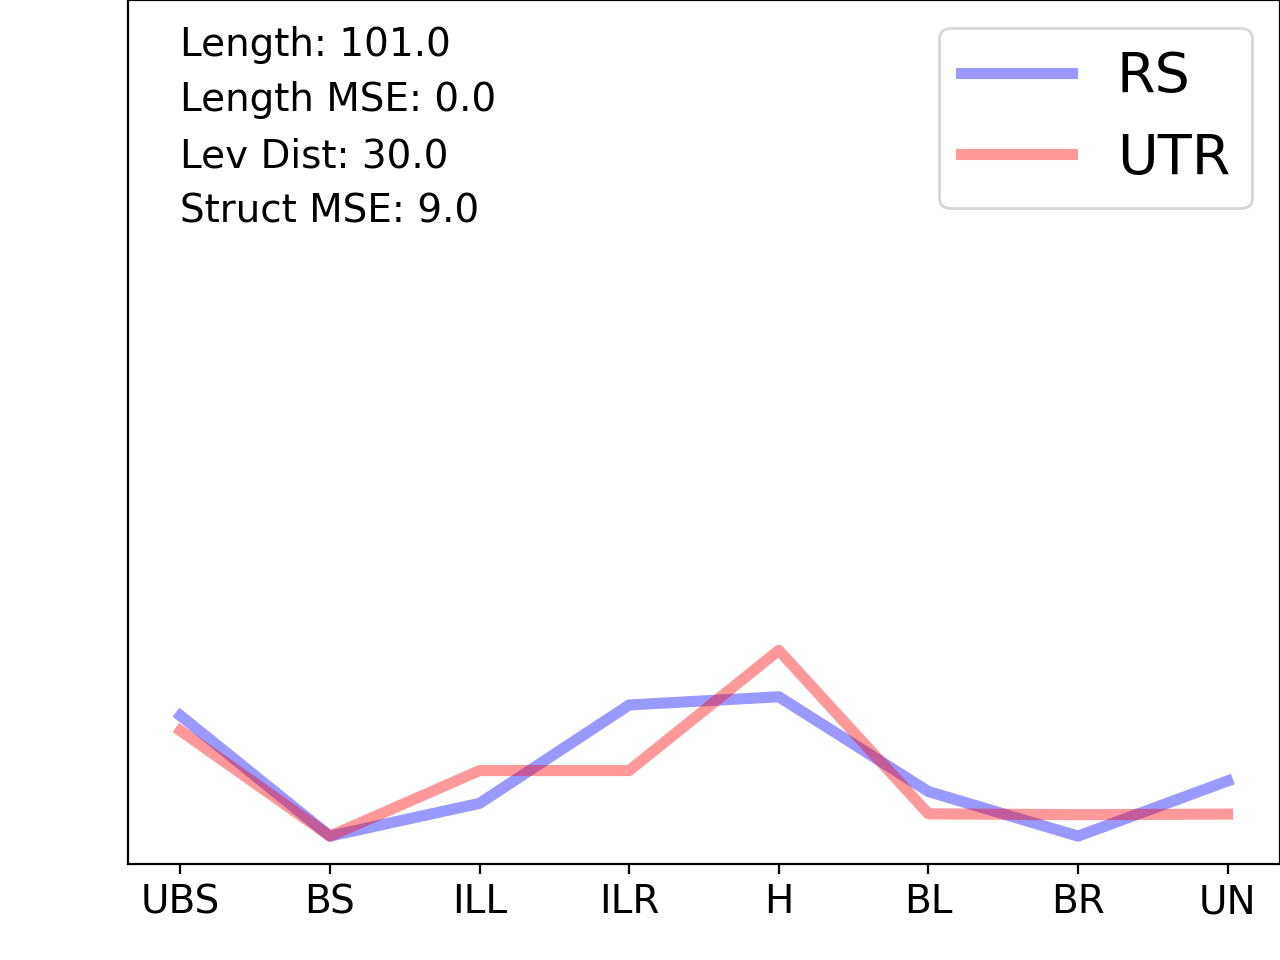 Length: 101.0
Length MSE: 0.0
Lev Dist: 30.0
Struct MSE: 9.0
RS
UTR
UBS BS ILL ILR H BL BR UN